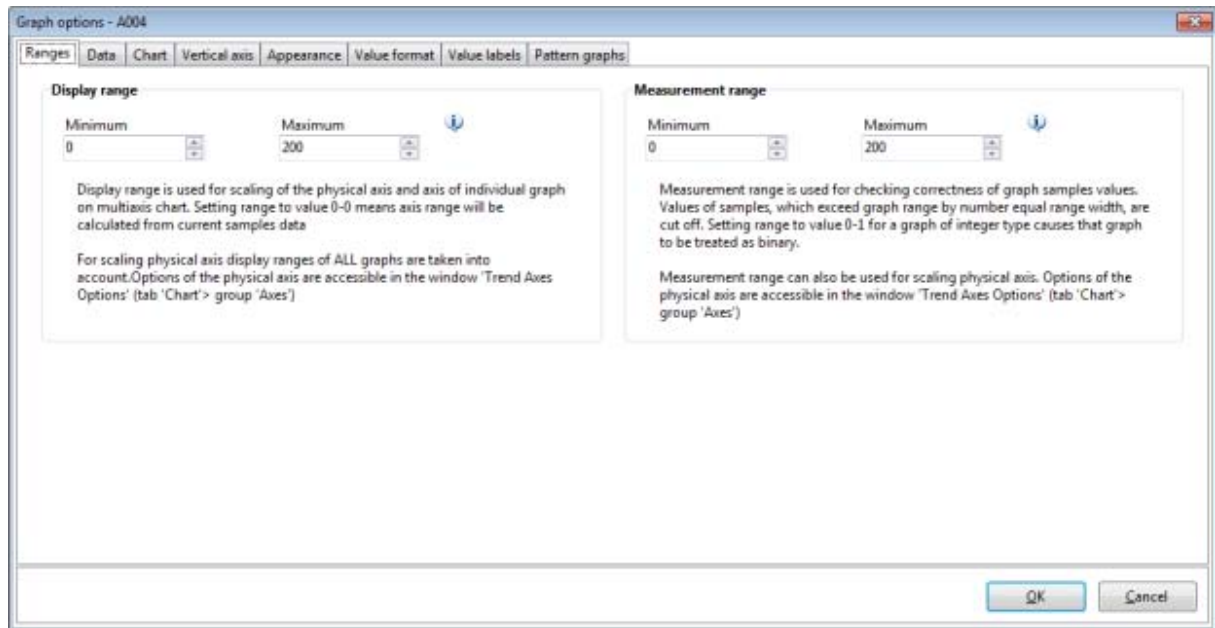 Graph options - A004
Ranges Data Chart Vertical axis Appearance Value format Value labels Pattern graphs
Display range
Minimum Maximum
0 200
Display range is used for scaling of the physical axis and axis of individual graph
on multiaxis chart. Setting range to value 0-0 means axis range will be
calculated from current samples data
For scaling physical axis display ranges of ALL graphs are taken into
account.Options of the physical axis are accessible in the window 'Trend Axes
Options' (tab 'Chart'> group 'Axes')
Measurement range
Minimum Maximum
0 200
Measurement range is used for checking correctness of graph samples values.
Values of samples, which exceed graph range by number equal range width, are
cut off. Setting range to value 0-1 for a graph of integer type causes that graph
to be treated as binary.
Measurement range can also be used for scaling physical axis. Options of the
physical axis are accessible in the window 'Trend Axes Options' (tab 'Chart'>
group 'Axes')
OK Cancel